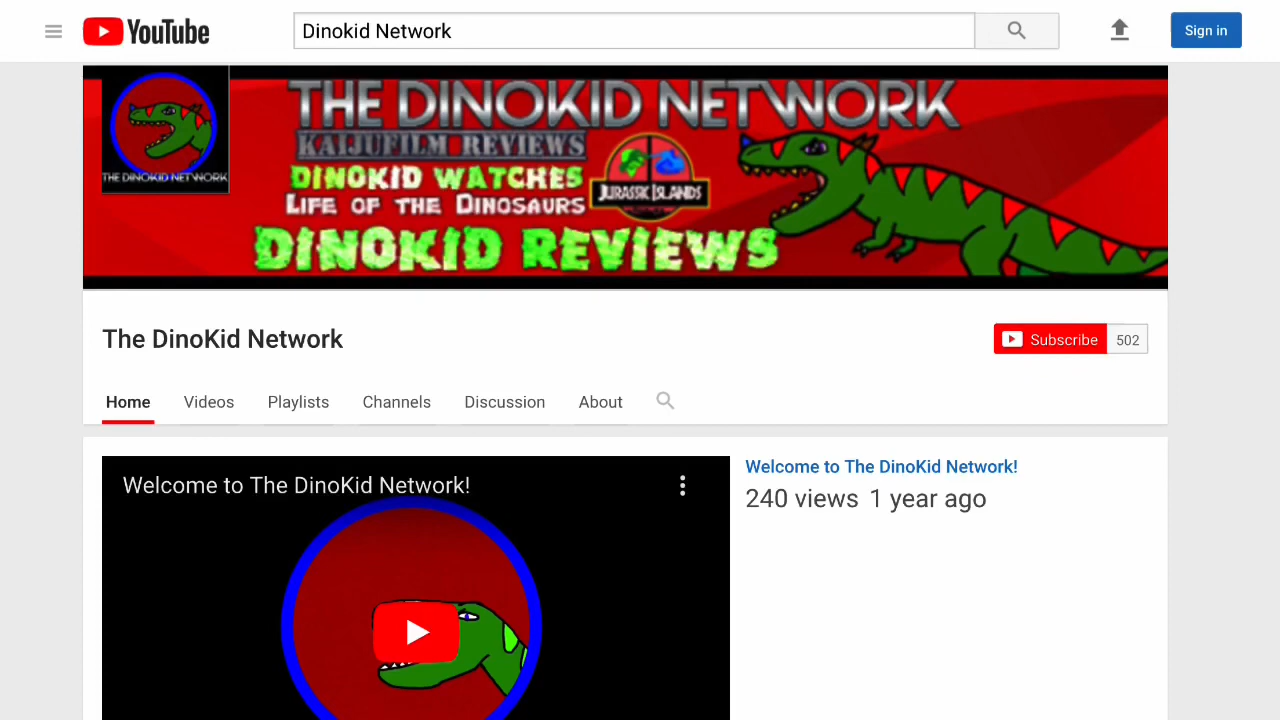 YouTube
Dinokid Network
Sign in
THE DINOKID NETWORK
KAIJUFILM REVIEWS
DINOKID WATCHES
LIFE OF THE DINOSAURS
JURASSIC ISLANDS
DINOKID REVIEWS
THE DINOKID NETWORK
The DinoKid Network
Subscribe 502
Home Videos Playlists Channels Discussion About
Welcome to The DinoKid Network!
Welcome to The DinoKid Network!
240 views 1 year ago